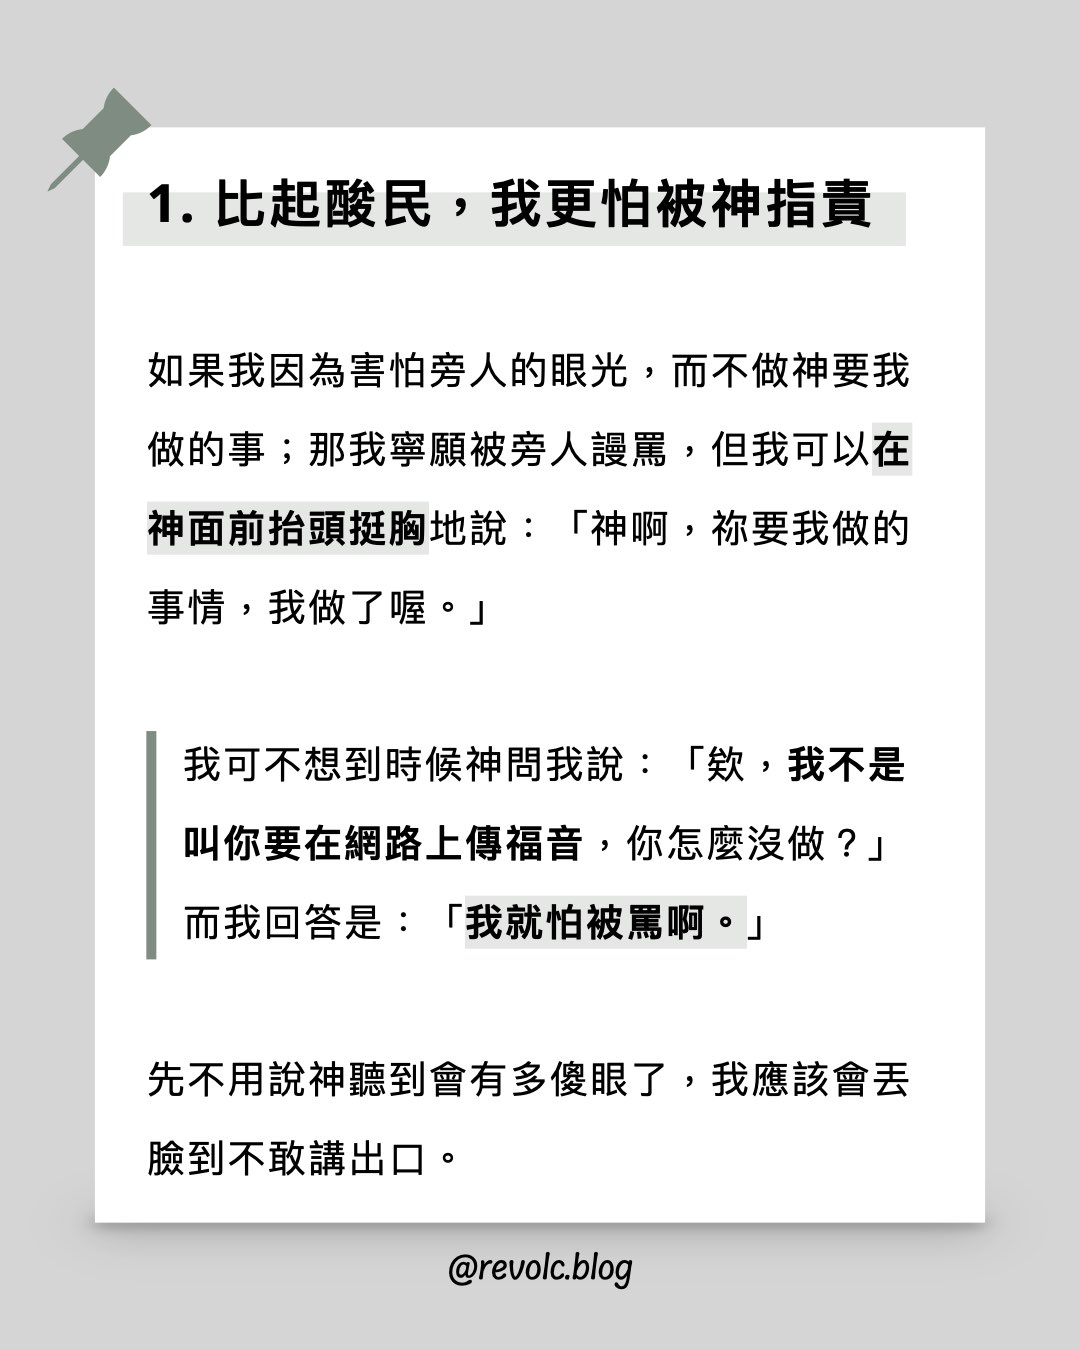 1. 比起酸民，我更怕被神指責
如果我因為害怕旁人的眼光，而不做神要我
做的事；那我寧願被旁人謾罵，但我可以在
神面前抬頭挺胸地說：「神啊，祢要我做的
事情，我做了喔。」
我可不想到時候神問我說：「欸，我不是
叫你要在網路上傳福音，你怎麼沒做？」
而我回答是：「我就怕被罵啊。」
先不用說神聽到會有多傻眼了，我應該會丟
臉到不敢講出口。
@revolc.blog